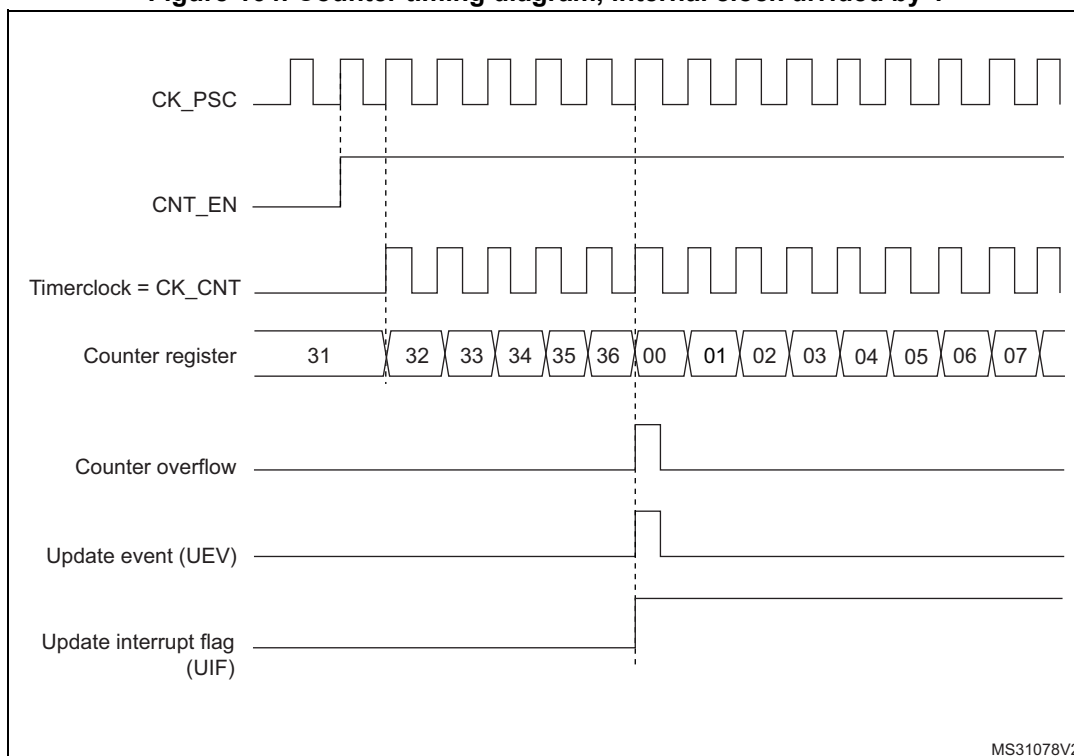 CK_PSC
CNT_EN
Timerclock = CK_CNT
Counter register 31 32 33 34 35 36 00 01 02 03 04 05 06 07
Counter overflow
Update event (UEV)
Update interrupt flag
(UIF)
MS31078V2